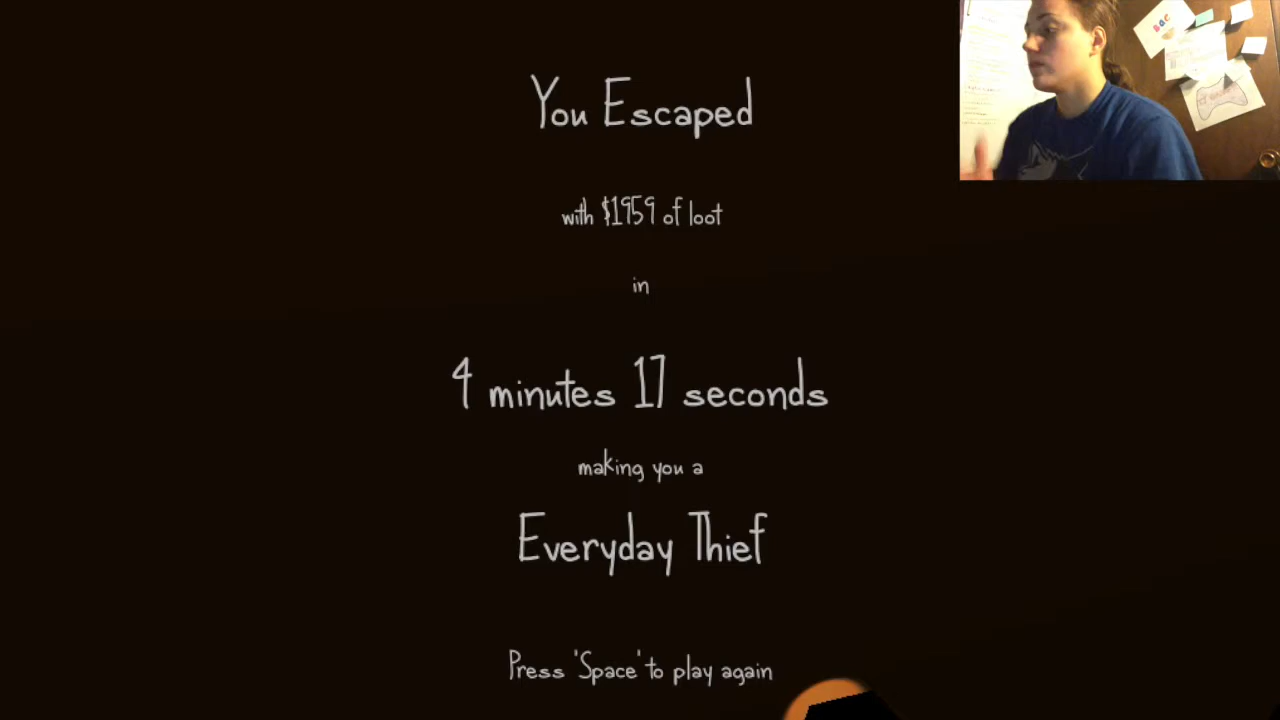 You Escaped
with $1959 of loot
in
4 minutes 17 seconds
making you a
Everyday Thief
Press 'Space' to play again